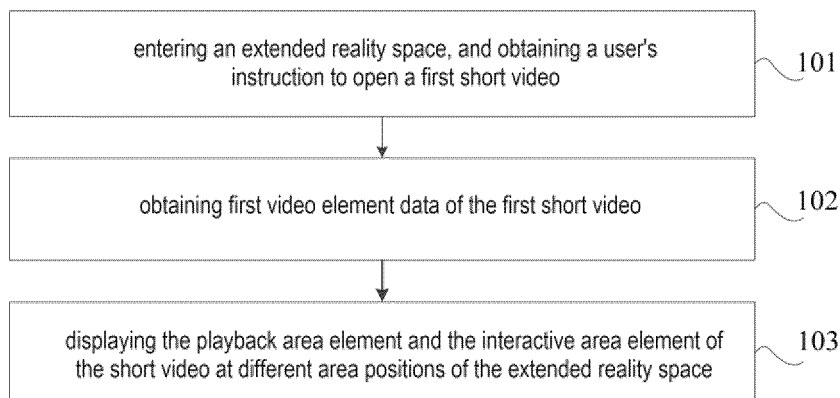 entering an extended reality space, and obtaining a user's
instruction to open a first short video
101
obtaining first video element data of the first short video
102
displaying the playback area element and the interactive area element of
the short video at different area positions of the extended reality space
103